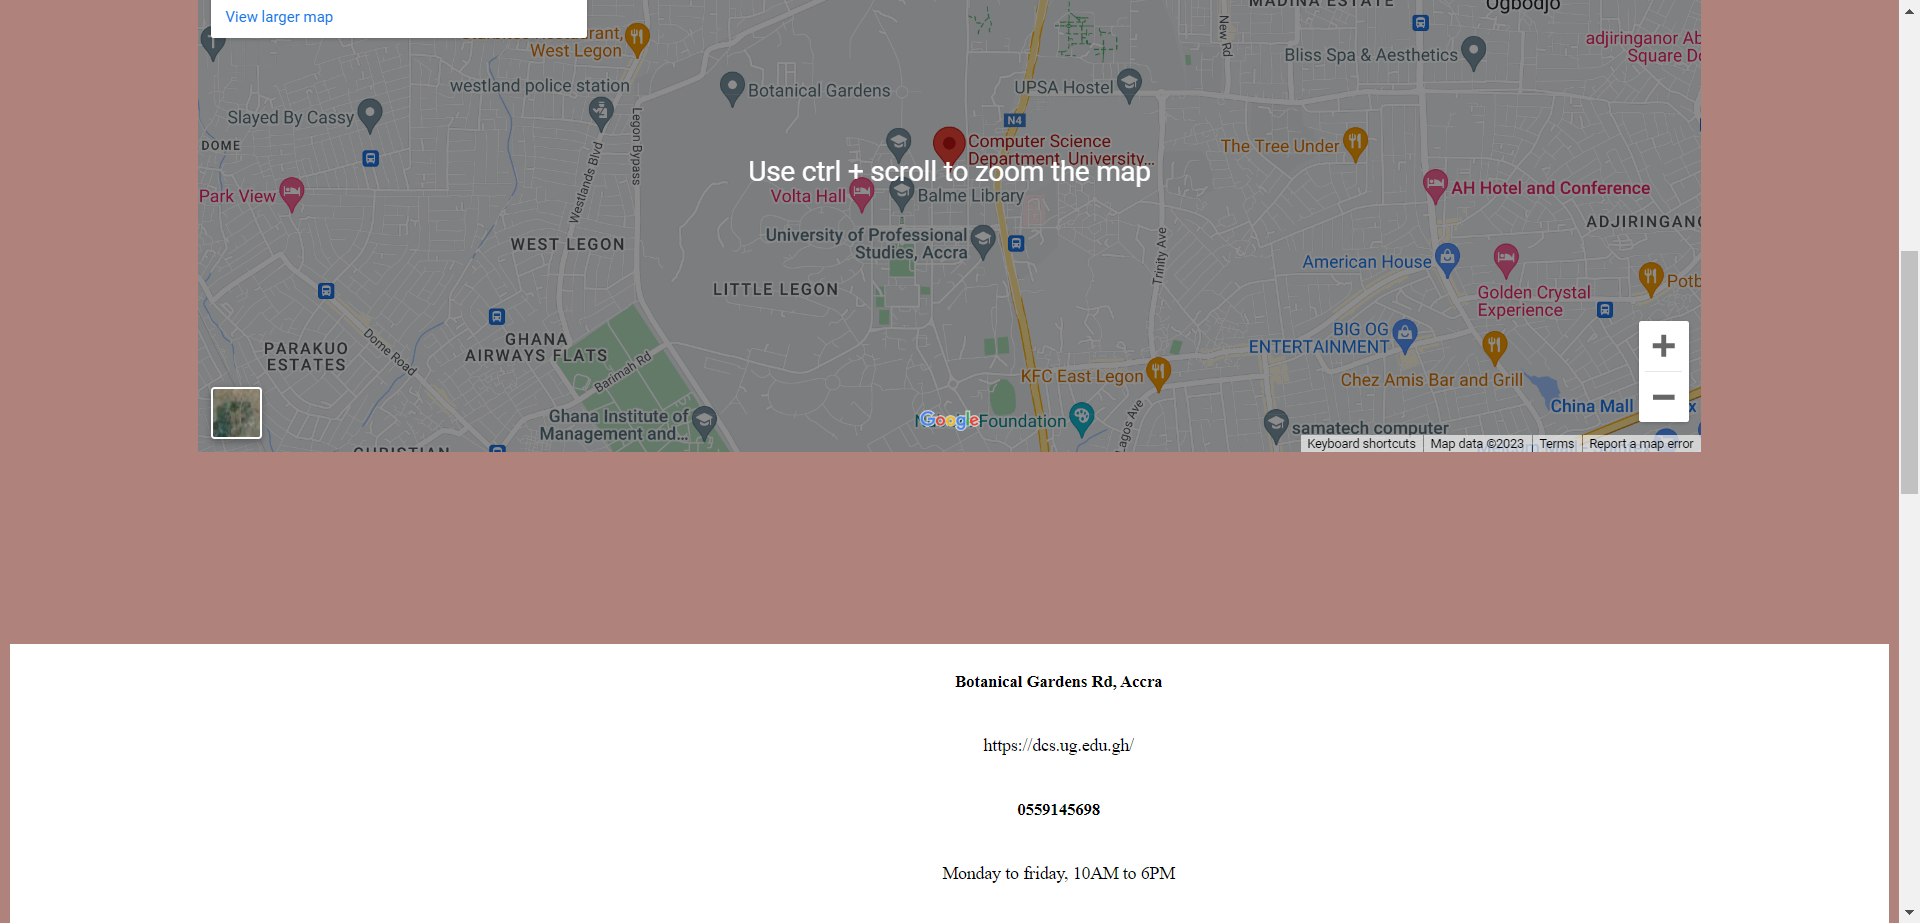 View larger map
MADINA ESTATE
Ogbodjo
Restaurant,
West Legon
New Rd
Bliss Spa & Aesthetics
adjiringanor Ab
Square Do
westland police station
Botanical Gardens
UPSA Hostel
Slayed By Cassy
Legon Bypass
N4
DOME
Westlands Blvd
Computer Science
Department, University...
The Tree Under
Use ctrl + scroll to zoom the map
Park View
Volta Hall
Balme Library
AH Hotel and Conference
ADJIRINGANO
WEST LEGON
University of Professional
Studies, Accra
Trinity Ave
American House
LITTLE LEGON
Golden Crystal
Experience
Potb
GHANA
AIRWAYS FLATS
PARAKUO
ESTATES
Dome Road
Barimah Rd
BIG OG
ENTERTAINMENT
KFC East Legon
Chez Amis Bar and Grill
Ghana Institute of
Management and...
Google
Foundation
Lagos Ave
China Mall
x
samatech computer
CHRISTIAN
Keyboard shortcuts
Map data ©2023
Terms
Report a map error
Botanical Gardens Rd, Accra
https://dcs.ug.edu.gh/
0559145698
Monday to friday, 10AM to 6PM